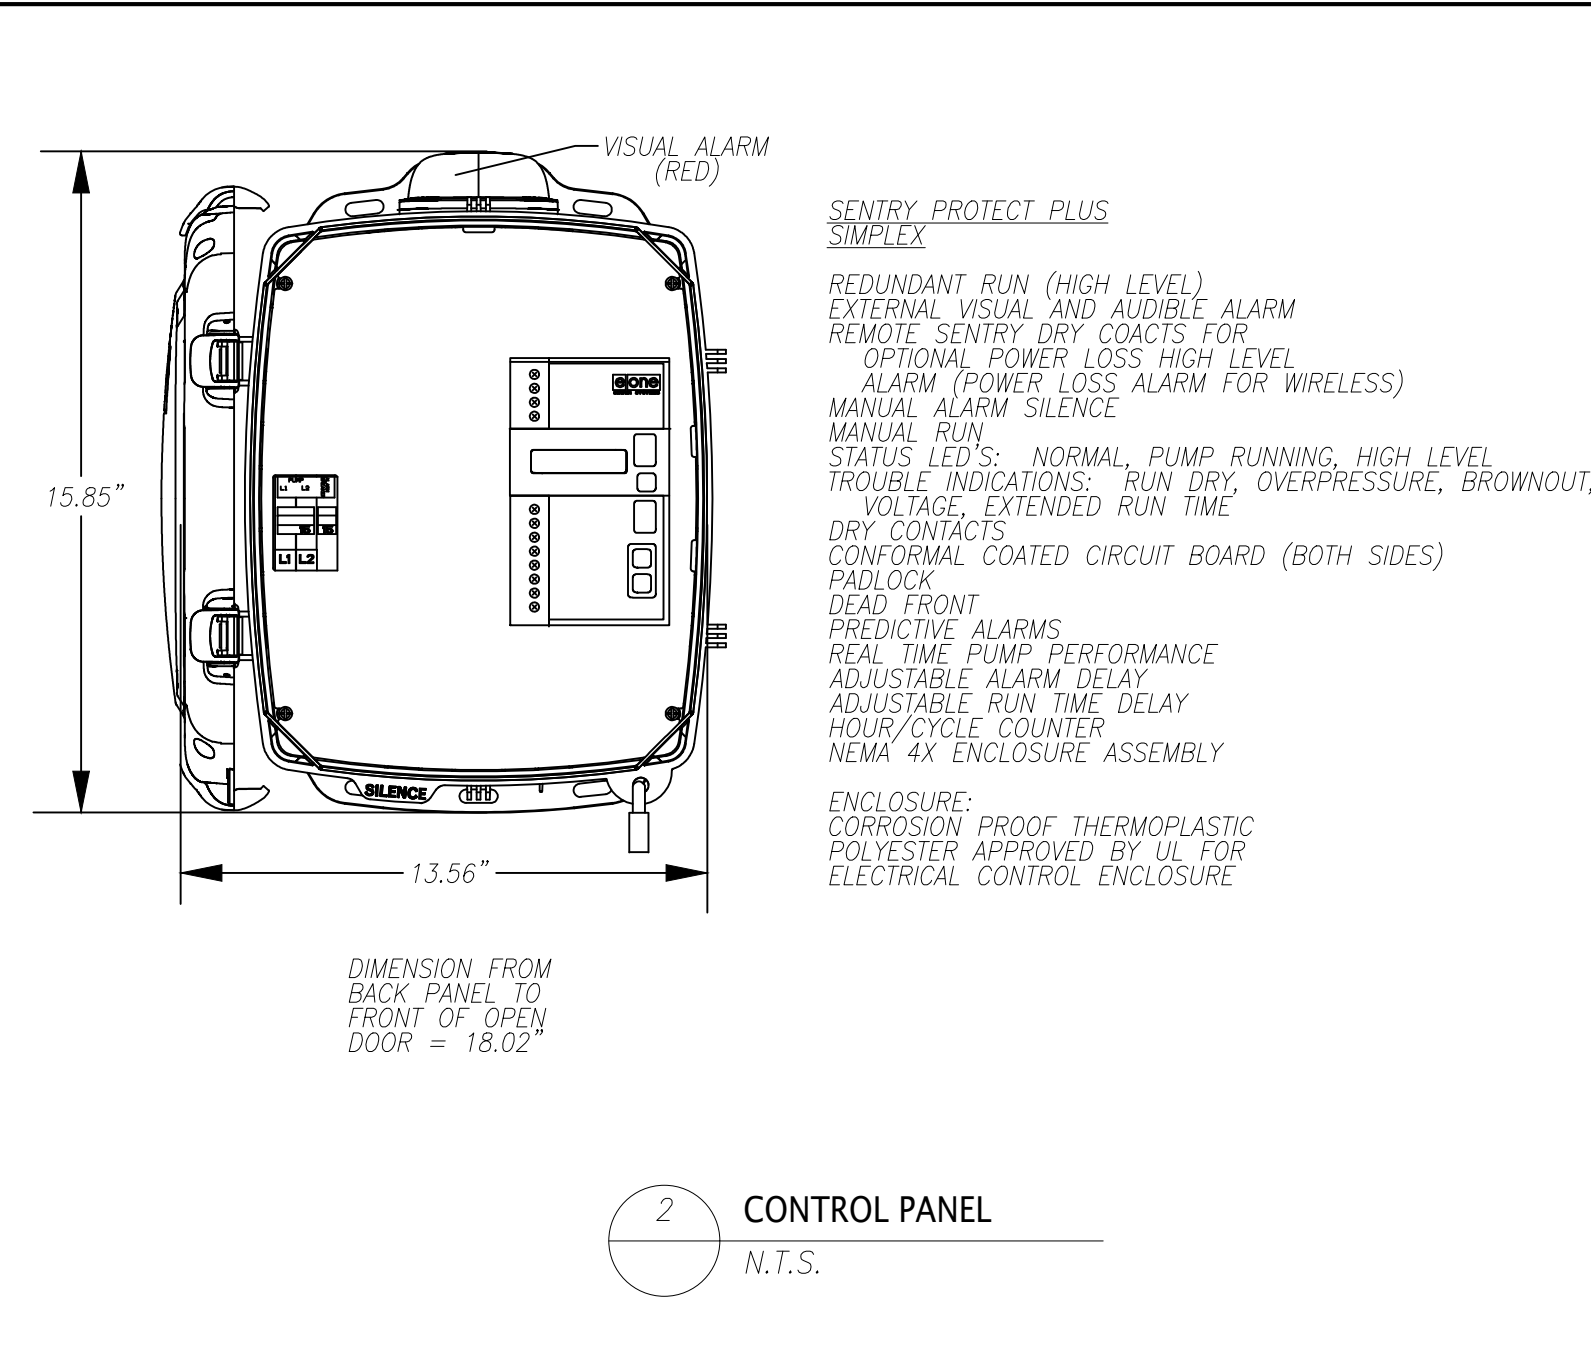 VISUAL ALARM
(RED)
SENTRY PROTECT PLUS
SIMPLEX
REDUNDANT RUN (HIGH LEVEL)
EXTERNAL VISUAL AND AUDIBLE ALARM
REMOTE SENTRY DRY COACTS FOR
OPTIONAL POWER LOSS HIGH LEVEL
ALARM (POWER LOSS ALARM FOR WIRELESS)
MANUAL ALARM SILENCE
MANUAL RUN
STATUS LED'S: NORMAL, PUMP RUNNING, HIGH LEVEL
TROUBLE INDICATIONS: RUN DRY, OVERPRESSURE, BROWNOUT,
VOLTAGE, EXTENDED RUN TIME
DRY CONTACTS
CONFORMAL COATED CIRCUIT BOARD (BOTH SIDES)
PADLOCK
DEAD FRONT
PREDICTIVE ALARMS
REAL TIME PUMP PERFORMANCE
ADJUSTABLE ALARM DELAY
ADJUSTABLE RUN TIME DELAY
HOUR/CYCLE COUNTER
NEMA 4X ENCLOSURE ASSEMBLY
ENCLOSURE:
CORROSION PROOF THERMOPLASTIC
POLYESTER APPROVED BY UL FOR
ELECTRICAL CONTROL ENCLOSURE
e|one
15.85"
PUMP
L1 L2
L1 L2
SILENCE
13.56"
DIMENSION FROM
BACK PANEL TO
FRONT OF OPEN
DOOR = 18.02"
2
CONTROL PANEL
N.T.S.